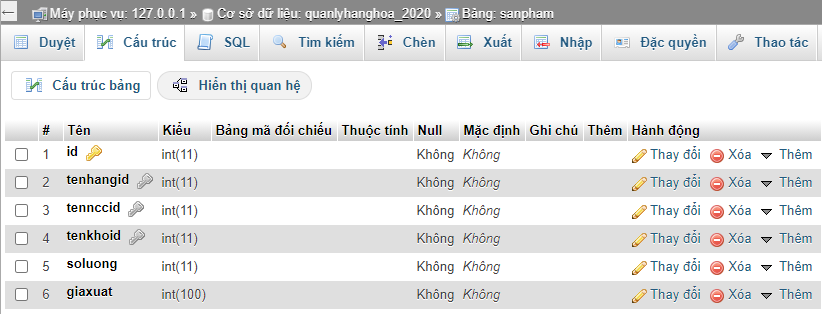 Máy phục vụ: 127.0.0.1 » Cơ sở dữ liệu: quanlyhanghoa_2020 » Bảng: sanpham
Duyệt Cấu trúc SQL Tìm kiếm Chèn Xuất Nhập Đặc quyền Thao tác
Cấu trúc bảng Hiển thị quan hệ
# Tên Kiểu Bảng mã đối chiếu Thuộc tính Null Mặc định Ghi chú Thêm Hành động
1 id int(11) Không Không Thay đổi Xóa Thêm
2 tenhangid int(11) Không Không Thay đổi Xóa Thêm
3 tennccid int(11) Không Không Thay đổi Xóa Thêm
4 tenkhoid int(11) Không Không Thay đổi Xóa Thêm
5 soluong int(11) Không Không Thay đổi Xóa Thêm
6 giaxuat int(100) Không Không Thay đổi Xóa Thêm